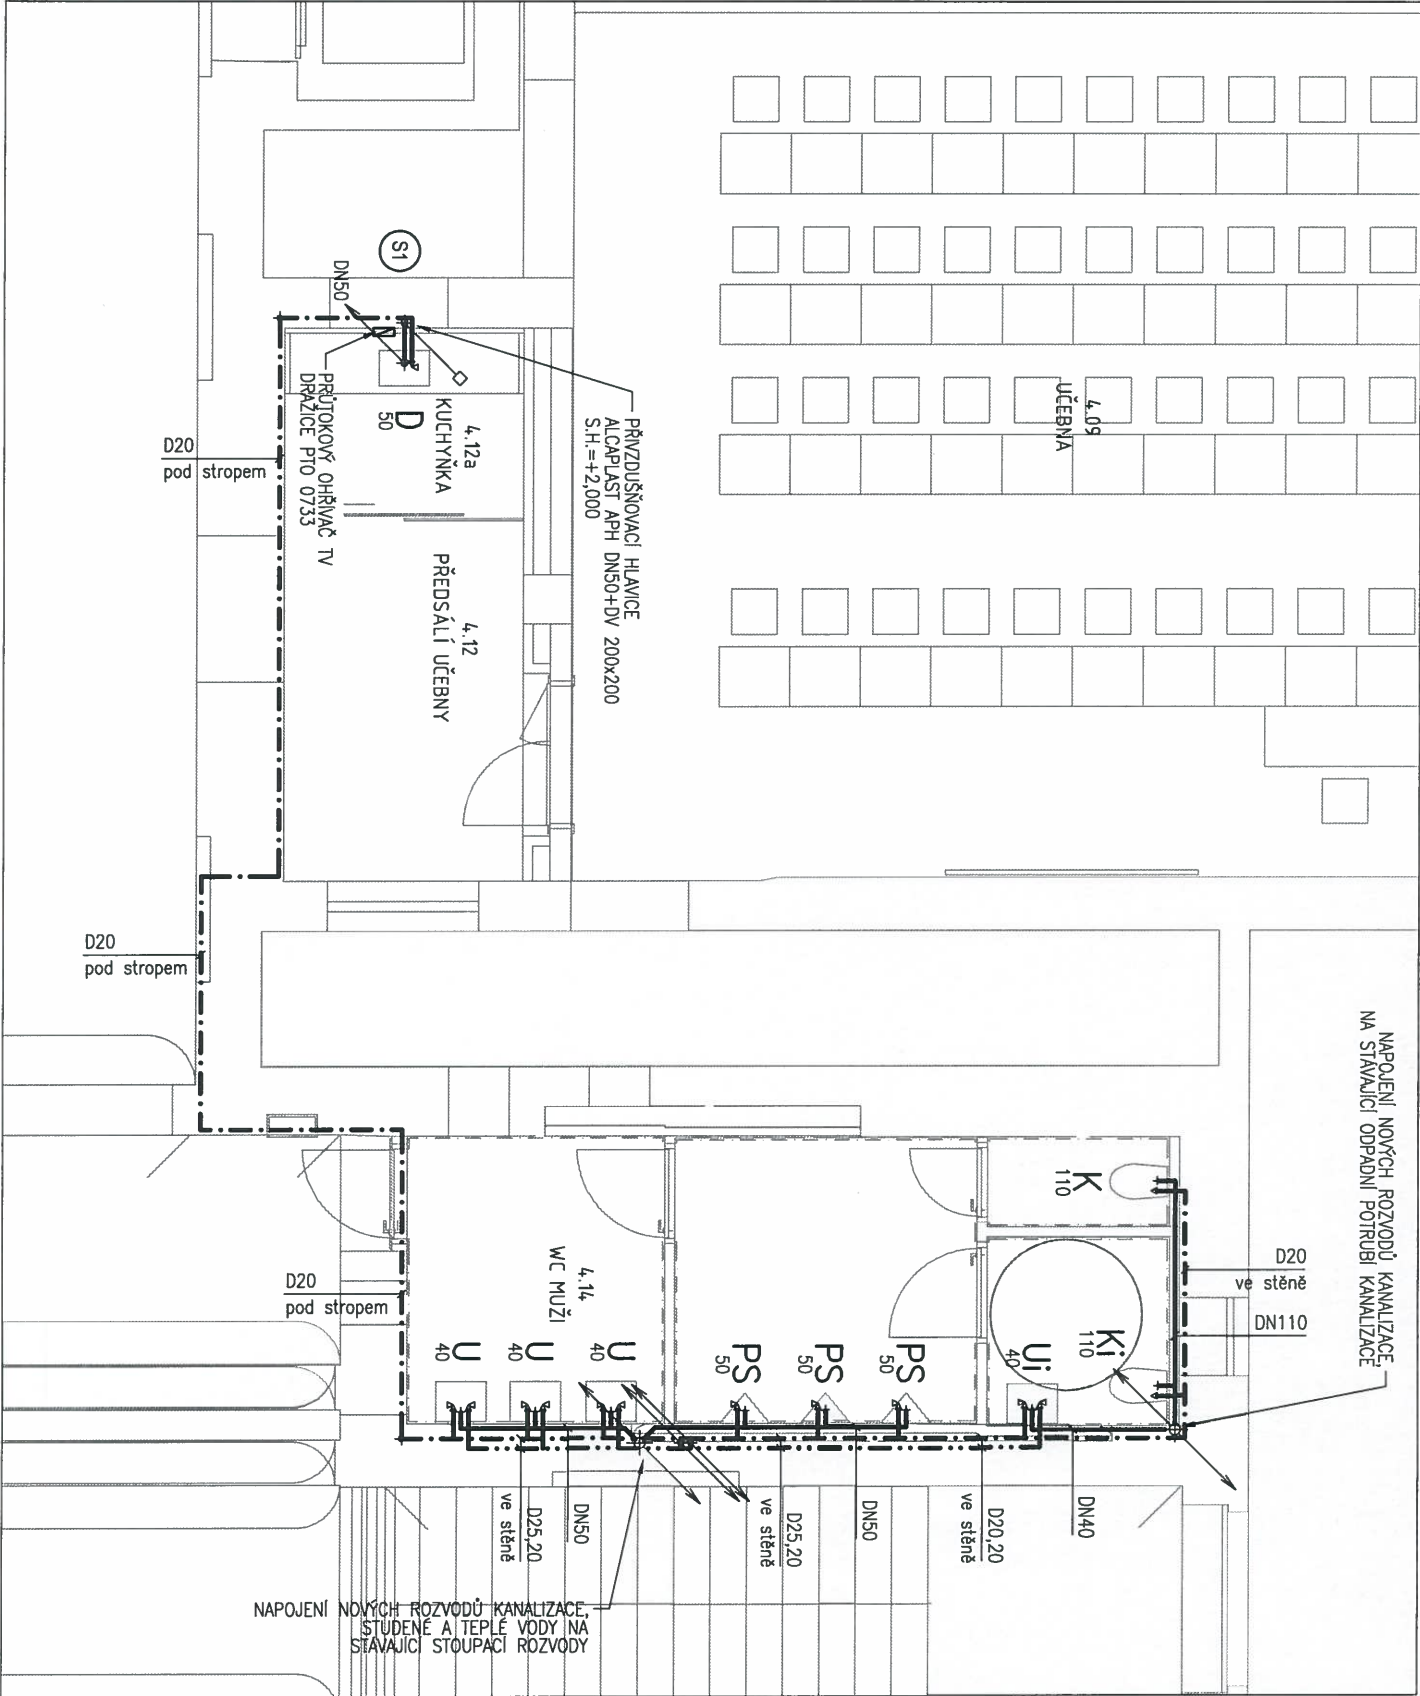 S1
DN50
PRŮTOKOVÝ OHŘÍVAČ TV
DRAŽICE PTO 0733
D
50
4.12a
KUCHYŇKA
4.12
PŘEDSÁLÍ UČEBNY
PŘIVZDUŠŇOVACÍ HLAVICE
ALCAPLAST APH DN50+DV 200x200
S.H.=+2,000
4.09
UČEBNA
D20
pod stropem
D20
pod stropem
D20
pod stropem
NAPOJENÍ NOVÝCH ROZVODŮ KANALIZACE,
NA STÁVAJÍCÍ ODPADNÍ POTRUBÍ KANALIZACE
D20
ve stěně
DN110
K
110
Ki
110
Ui
40
PS
50
PS
50
PS
50
4.14
WC MUŽI
U
40
U
40
U
40
DN40
D20,20
ve stěně
DN50
D25,20
ve stěně
DN50
D25,20
ve stěně
NAPOJENÍ NOVÝCH ROZVODŮ KANALIZACE,
STUDENÉ A TEPLÉ VODY NA
STÁVAJÍCÍ STOUPACÍ ROZVODY